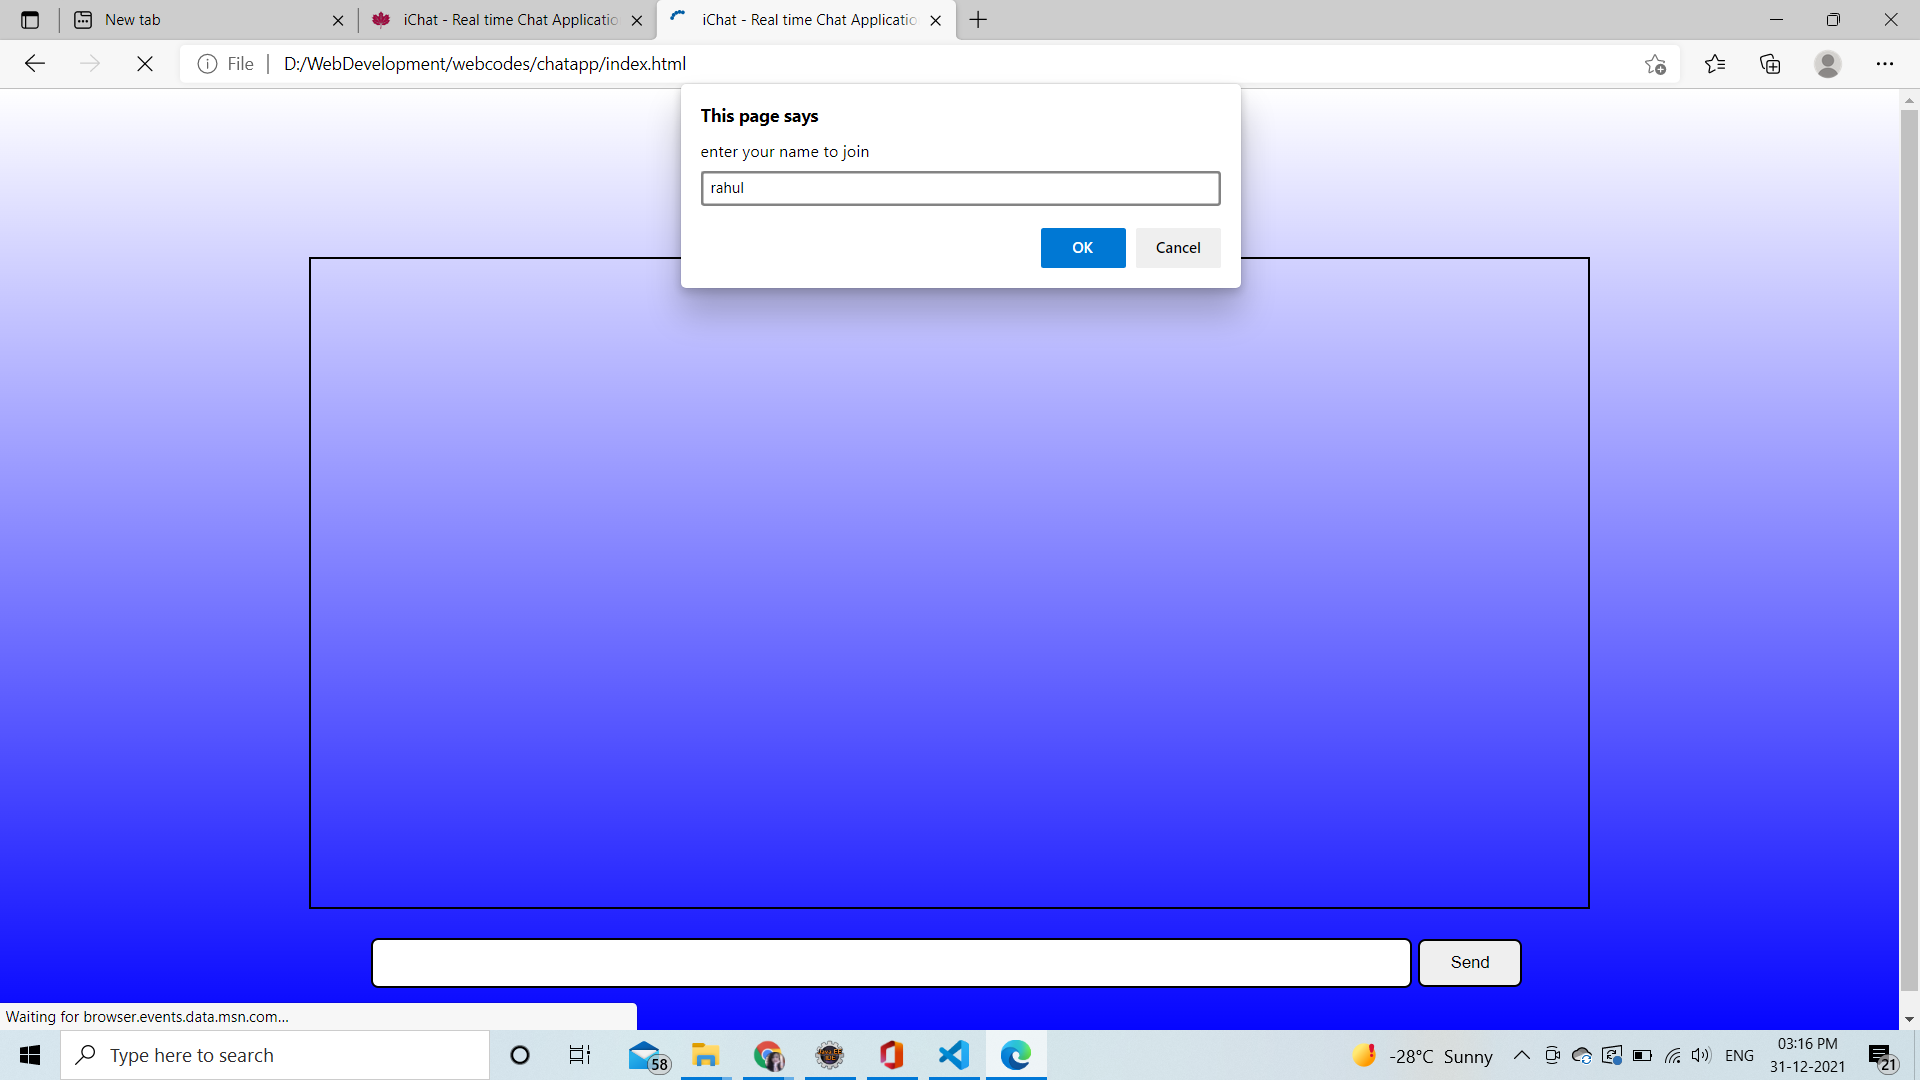 New tab
iChat - Real time Chat Applicatio
iChat - Real time Chat Applicatio
File
D:/WebDevelopment/webcodes/chatapp/index.html
This page says
enter your name to join
rahul
OK
Cancel
Send
Waiting for browser.events.data.msn.com...
Type here to search
58
-28°C Sunny
ENG
03:16 PM
31-12-2021
21